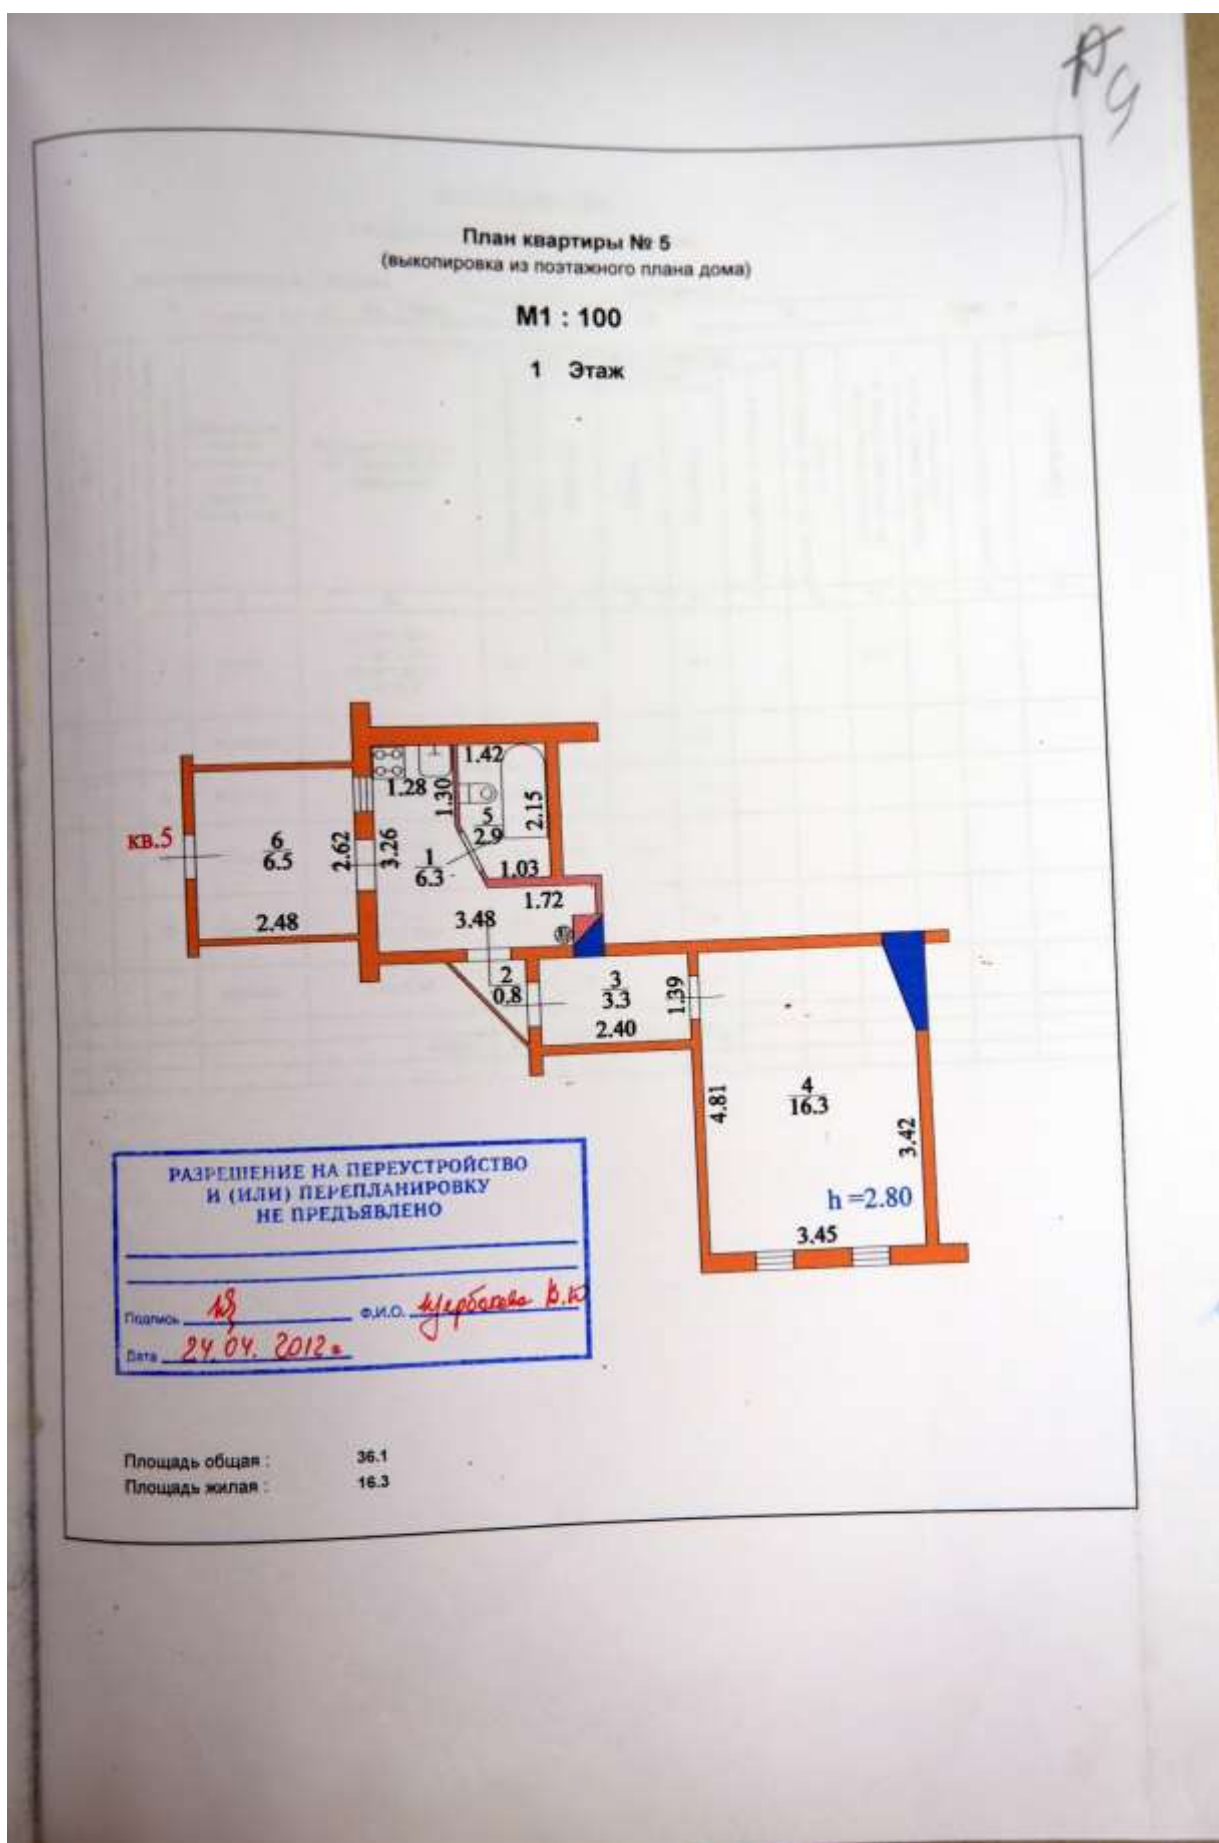 План квартиры № 5
(выкопировка из поэтажного плана дома)
М1 : 100
1 Этаж
1.42
1.28
1.30
2.15
5
2.9
кв.5
6
6.5
2.62
3.26
1
6.3
1.03
1.72
2.48
3.48
2
0.8
3
3.3
1.39
2.40
4.81
4
16.3
3.42
h =2.80
3.45
РАЗРЕШЕНИЕ НА ПЕРЕУСТРОЙСТВО
И (ИЛИ) ПЕРЕПЛАНИРОВКУ
НЕ ПРЕДЪЯВЛЕНО
Подпись Ф.И.О. Щербакова В.
Дата 24.04.2012г.
Площадь общая : 36.1
Площадь жилая : 16.3